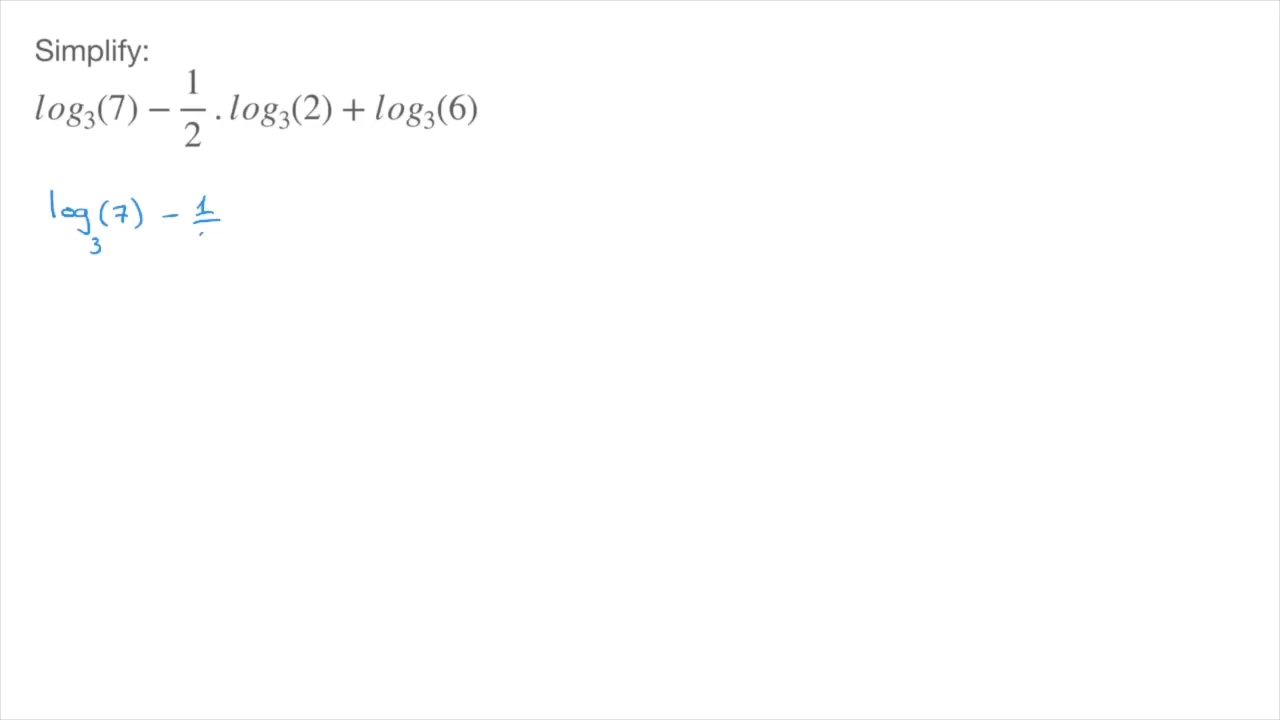 Simplify:
log₃(7) − 1/2 . log₃(2) + log₃(6)
log₃(7) − 1/